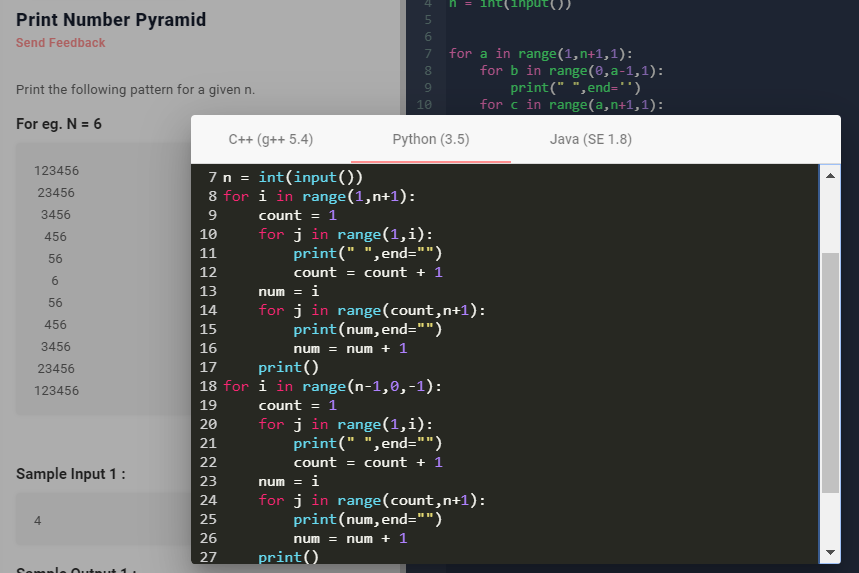 Print Number Pyramid
Send Feedback
Print the following pattern for a given n.
For eg. N = 6
123456
 23456
  3456
   456
    56
     6
    56
   456
  3456
 23456
123456
Sample Input 1 :
4
Sample Output 1 :
4 n = int(input())
5
6
7 for a in range(1,n+1,1):
8     for b in range(0,a-1,1):
9         print(" ",end='')
10     for c in range(a,n+1,1):
C++ (g++ 5.4) Python (3.5) Java (SE 1.8)
7 n = int(input())
8 for i in range(1,n+1):
9     count = 1
10     for j in range(1,i):
11         print(" ",end="")
12         count = count + 1
13     num = i
14     for j in range(count,n+1):
15         print(num,end="")
16         num = num + 1
17     print()
18 for i in range(n-1,0,-1):
19     count = 1
20     for j in range(1,i):
21         print(" ",end="")
22         count = count + 1
23     num = i
24     for j in range(count,n+1):
25         print(num,end="")
26         num = num + 1
27     print()